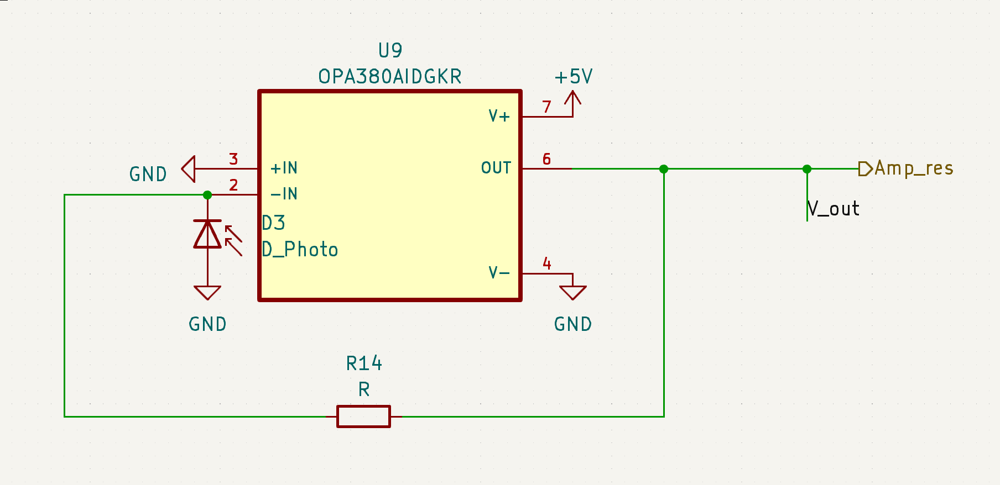 U9
OPA380AIDGKR
+5V
7
V+
GND
3
+IN
OUT
6
Amp_res
2
-IN
V_out
D3
D_Photo
V-
4
GND
GND
R14
R